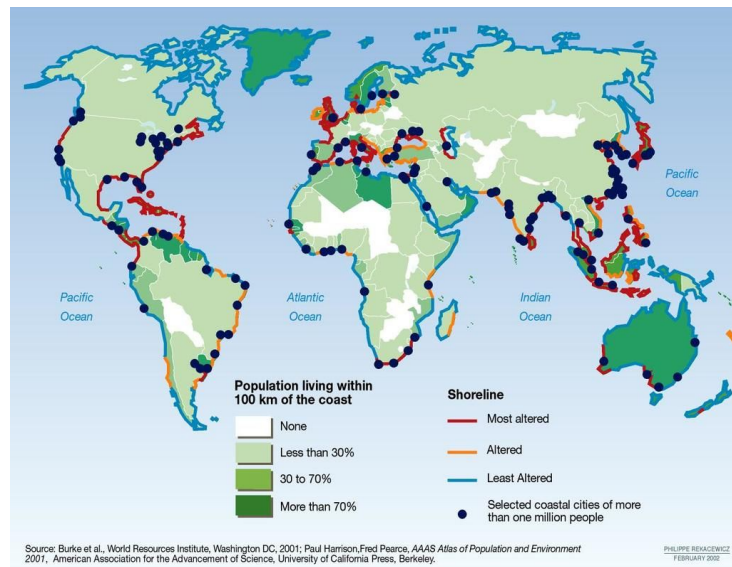 Pacific
Ocean
Pacific
Ocean
Atlantic
Ocean
Indian
Ocean
Population living within
100 km of the coast
None
Less than 30%
30 to 70%
More than 70%
Shoreline
Most altered
Altered
Least Altered
Selected coastal cities of more
than one million people
Source: Burke et al., World Resources Institute, Washington DC, 2001; Paul Harrison,Fred Pearce, AAAS Atlas of Population and Environment
2001, American Association for the Advancement of Science, University of California Press, Berkeley.
PHILIPPE REKACEWICZ
FEBRUARY 2002